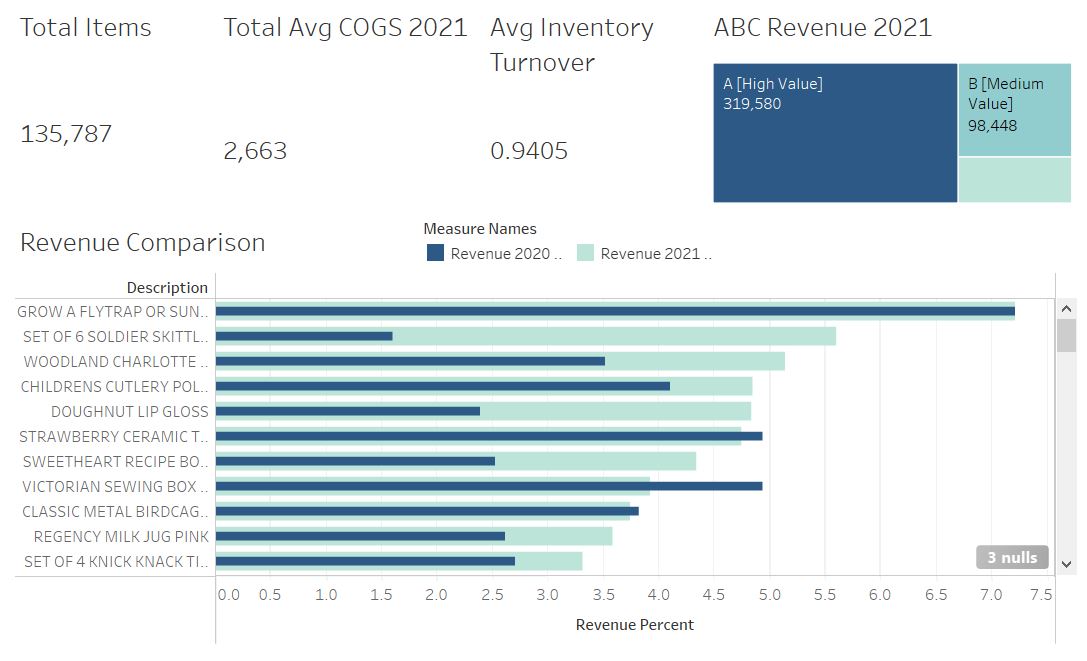 Total Items
Total Avg COGS 2021
Avg Inventory
Turnover
ABC Revenue 2021
135,787
2,663
0.9405
A [High Value]
319,580
B [Medium
Value]
98,448
Revenue Comparison
Measure Names
Revenue 2020 ..
Revenue 2021 ..
Description
GROW A FLYTRAP OR SUN..
SET OF 6 SOLDIER SKITTL..
WOODLAND CHARLOTTE ..
CHILDRENS CUTLERY POL..
DOUGHNUT LIP GLOSS
STRAWBERRY CERAMIC T..
SWEETHEART RECIPE BO..
VICTORIAN SEWING BOX ..
CLASSIC METAL BIRDCAG..
REGENCY MILK JUG PINK
SET OF 4 KNICK KNACK TI..
3 nulls
0.0 0.5 1.0 1.5 2.0 2.5 3.0 3.5 4.0 4.5 5.0 5.5 6.0 6.5 7.0 7.5
Revenue Percent